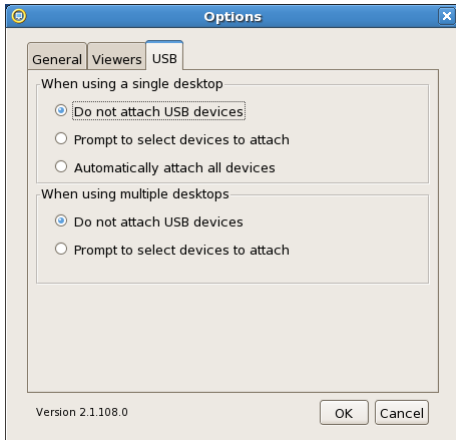 Options
General Viewers USB
When using a single desktop
Do not attach USB devices
Prompt to select devices to attach
Automatically attach all devices
When using multiple desktops
Do not attach USB devices
Prompt to select devices to attach
Version 2.1.108.0 OK Cancel